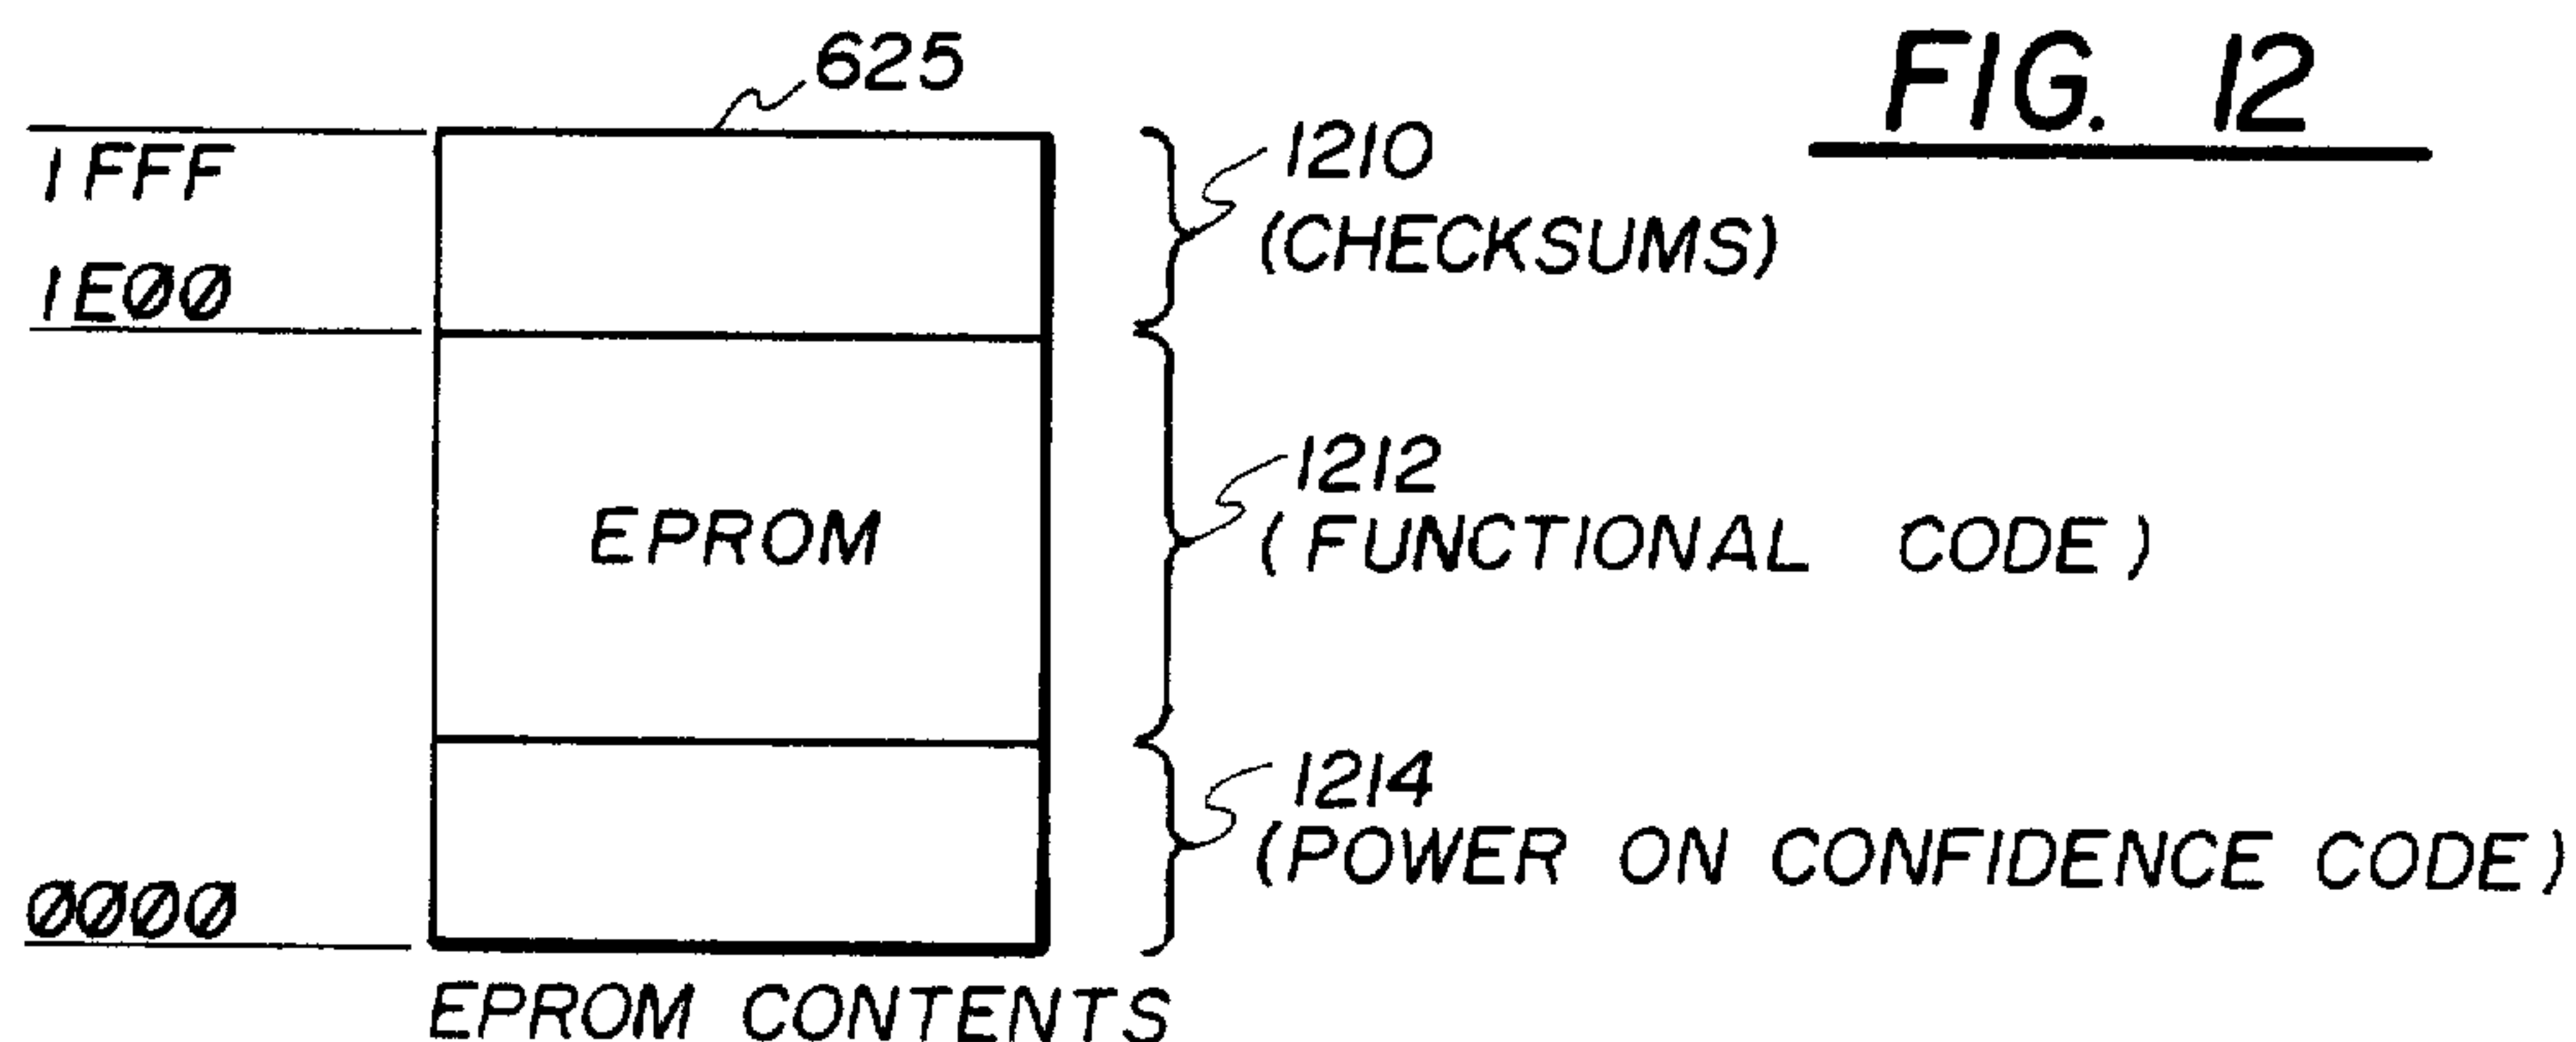 625
FIG. 12
1FFF
1210
(CHECKSUMS)
1E00
1212
(FUNCTIONAL CODE)
EPROM
1214
(POWER ON CONFIDENCE CODE)
0000
EPROM CONTENTS